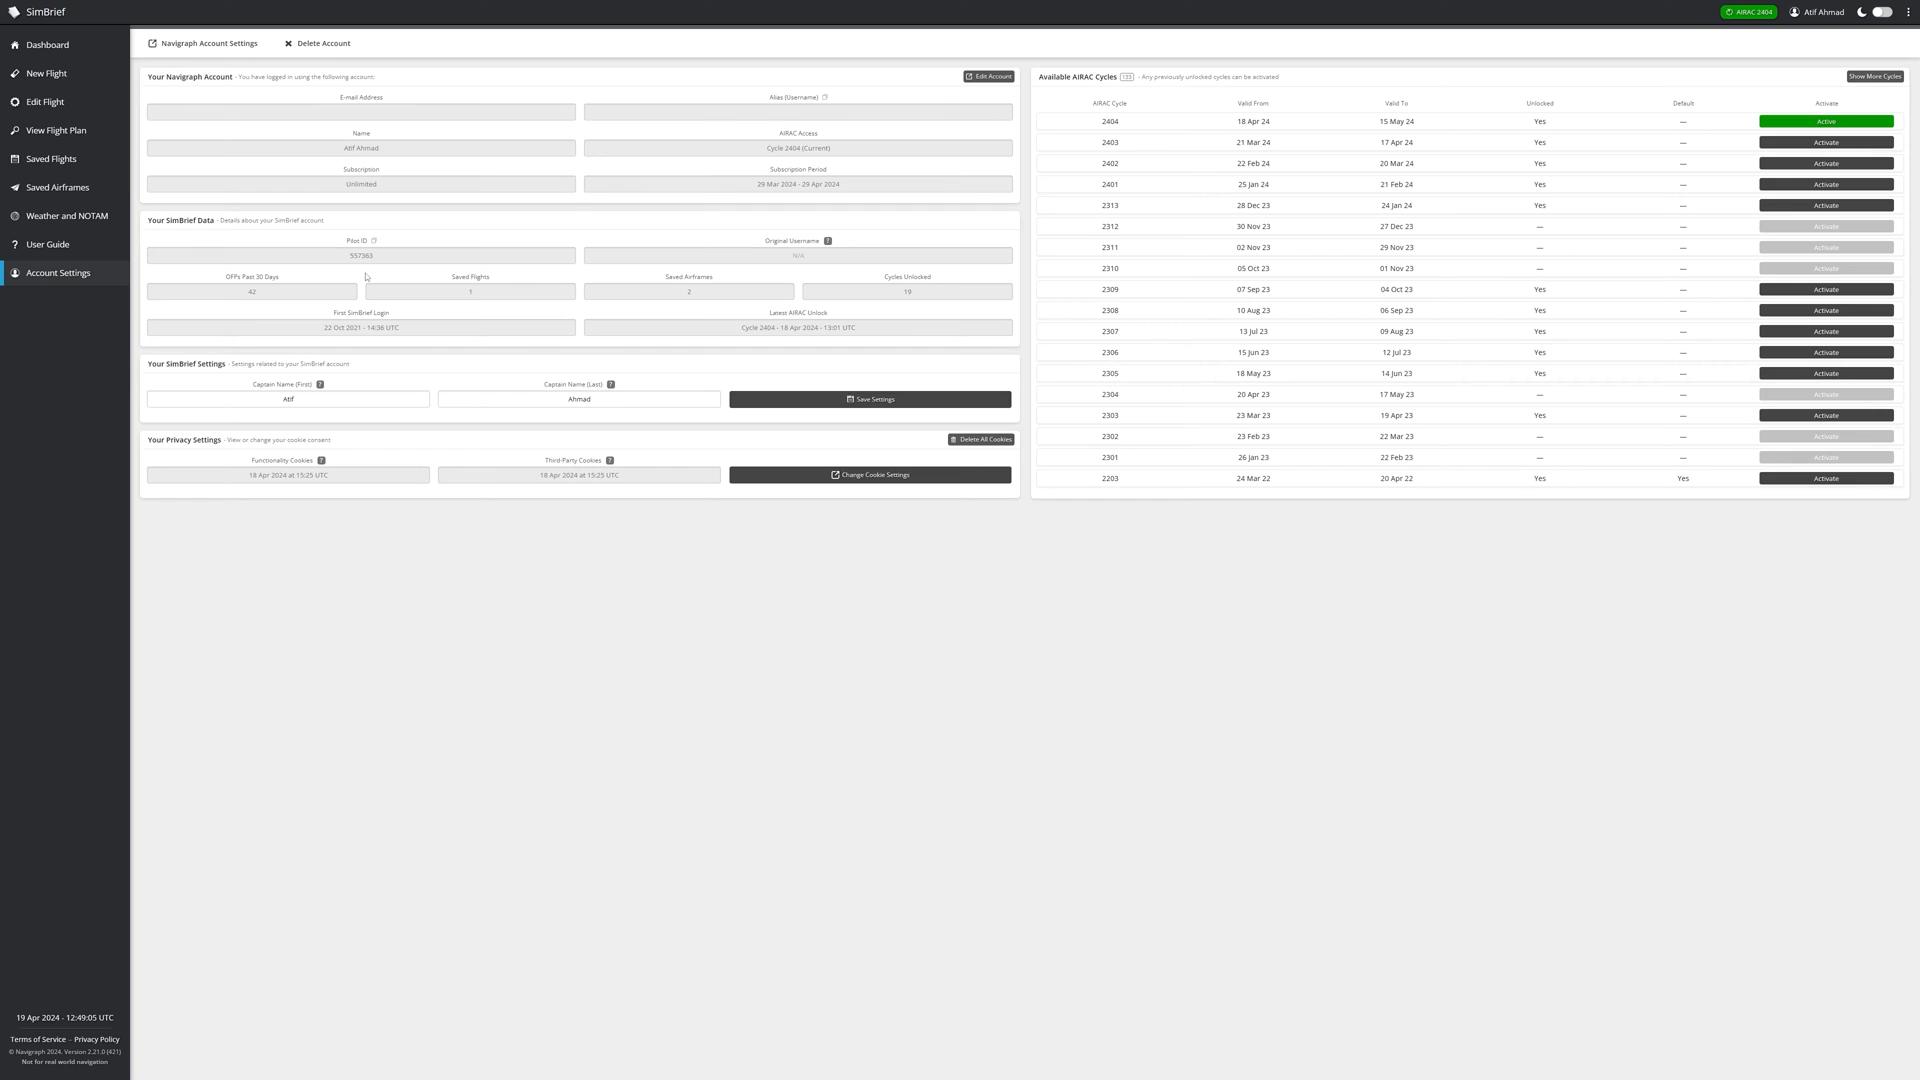 SimBrief
AIRAC 2404
Atif Ahmad
Dashboard
New Flight
Edit Flight
View Flight Plan
Saved Flights
Saved Airframes
Weather and NOTAM
User Guide
Account Settings
19 Apr 2024 - 12:49:05 UTC
Terms of Service – Privacy Policy
© Navigraph 2024. Version 2.21.0 (421)
Not for real world navigation
Navigraph Account Settings
Delete Account
Your Navigraph Account - You have logged in using the following account:
Edit Account
E-mail Address
Alias (Username)
Name
AIRAC Access
Atif Ahmad
Cycle 2404 (Current)
Subscription
Subscription Period
Unlimited
29 Mar 2024 - 29 Apr 2024
Your SimBrief Data - Details about your SimBrief account
Pilot ID
Original Username ?
557363
N/A
OFPs Past 30 Days
Saved Flights
Saved Airframes
Cycles Unlocked
42
1
2
19
First SimBrief Login
Latest AIRAC Unlock
22 Oct 2021 - 14:36 UTC
Cycle 2404 - 18 Apr 2024 - 13:01 UTC
Your SimBrief Settings - Settings related to your SimBrief account
Captain Name (First) ?
Captain Name (Last) ?
Atif
Ahmad
Save Settings
Your Privacy Settings - View or change your cookie consent
Delete All Cookies
Functionality Cookies ?
Third-Party Cookies ?
18 Apr 2024 at 15:25 UTC
18 Apr 2024 at 15:25 UTC
Change Cookie Settings
Available AIRAC Cycles 133 - Any previously unlocked cycles can be activated
Show More Cycles
AIRAC Cycle Valid From Valid To Unlocked Default Activate
2404 18 Apr 24 15 May 24 Yes — Active
2403 21 Mar 24 17 Apr 24 Yes — Activate
2402 22 Feb 24 20 Mar 24 Yes — Activate
2401 25 Jan 24 21 Feb 24 Yes — Activate
2313 28 Dec 23 24 Jan 24 Yes — Activate
2312 30 Nov 23 27 Dec 23 — — Activate
2311 02 Nov 23 29 Nov 23 — — Activate
2310 05 Oct 23 01 Nov 23 — — Activate
2309 07 Sep 23 04 Oct 23 Yes — Activate
2308 10 Aug 23 06 Sep 23 Yes — Activate
2307 13 Jul 23 09 Aug 23 Yes — Activate
2306 15 Jun 23 12 Jul 23 Yes — Activate
2305 18 May 23 14 Jun 23 Yes — Activate
2304 20 Apr 23 17 May 23 — — Activate
2303 23 Mar 23 19 Apr 23 Yes — Activate
2302 23 Feb 23 22 Mar 23 — — Activate
2301 26 Jan 23 22 Feb 23 — — Activate
2203 24 Mar 22 20 Apr 22 Yes Yes Activate